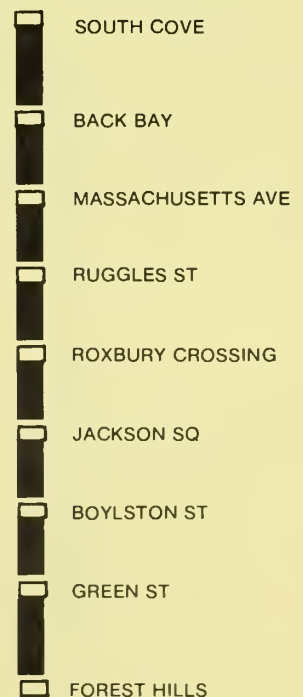 SOUTH COVE
BACK BAY
MASSACHUSETTS AVE
RUGGLES ST
ROXBURY CROSSING
JACKSON SQ
BOYLSTON ST
GREEN ST
FOREST HILLS